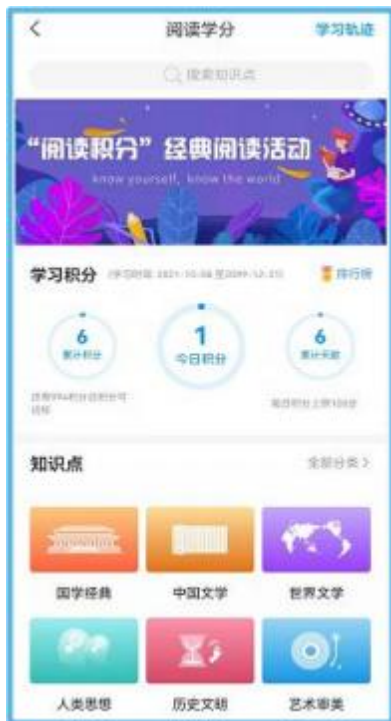 阅读学分
学习轨迹
搜索知识点
“阅读积分”经典阅读活动
know yourself, know the world
学习积分
排行榜
6
累计积分
1
今日积分
6
累计天数
知识点
全部分类>
国学经典
中国文学
世界文学
人类思想
历史文明
艺术审美